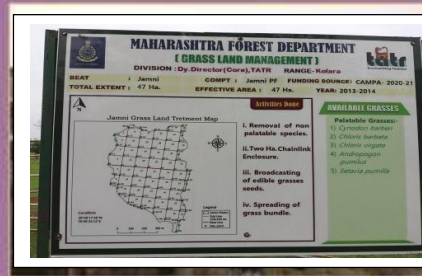 MAHARASHTRA FOREST DEPARTMENT
( GRASS LAND MANAGEMENT )
DIVISION : Dy.Director(Core),TATR RANGE- Kolara
tatr
BEAT : Jamni COMPT : Jamni PF FUNDING SOURCE: CAMPA- 2020-21
TOTAL EXTENT : 47 Ha. EFFECTIVE AREA : 47 Ha. YEAR: 2013-2014
Jamni Grass Land Tretment Map
Activities Done
i. Removal of non
palatable species.
ii.Two Ha.Chainlink
Enclosure.
iii. Broadcasting
of edible grasses
seeds.
iv. Spreading of
grass bundle.
AVAILABLE GRASSES
Palatable Grasses:-
1) Cynodon barberi
2) Chloris barbata
3) Chloris virgata
4) Andropogan
pumilus
5) Setaria pumilla
Location
Legend